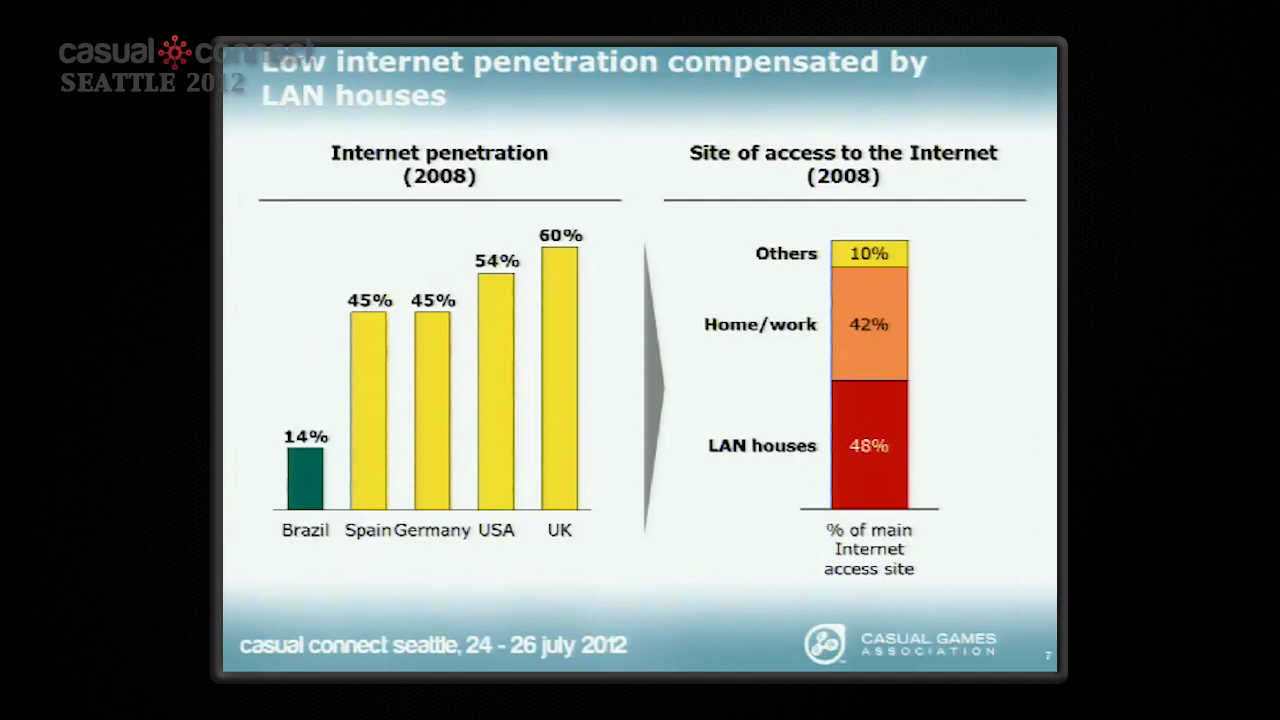 casual connect
SEATTLE 2012
Low internet penetration compensated by
LAN houses
Internet penetration
(2008)
Site of access to the Internet
(2008)
60%
54%
45%
45%
14%
Brazil
Spain
Germany
USA
UK
Others
10%
Home/work
42%
LAN houses
48%
% of main
Internet
access site
casual connect seattle, 24 - 26 july 2012
CASUAL GAMES
ASSOCIATION
7